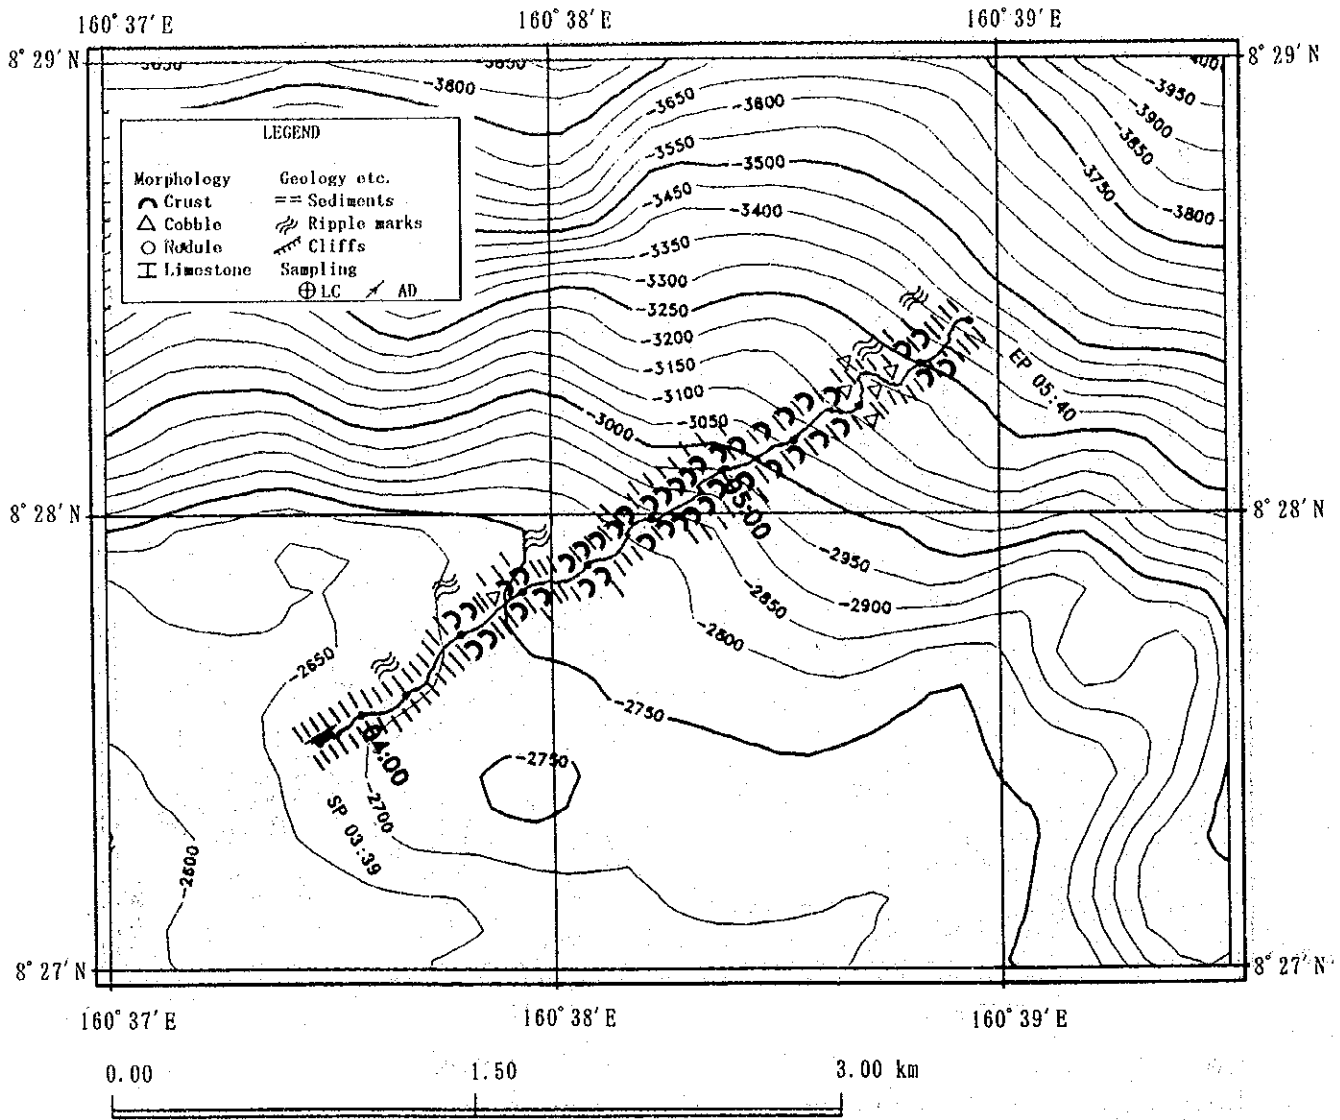 160° 37′ E 160° 38′ E 160° 39′ E
8° 29′ N 8° 29′ N
-3850
-3850
-3800
-3950
-3900
-3850
-3750
-3800
-3650
-3600
-3550
-3500
-3450
-3400
-3350
-3300
-3250
-3200
-3150
-3100
-3050
-3000
LEGEND
Morphology Geology etc.
Crust Sediments
Cobble Ripple marks
Nodule Cliffs
Limestone Sampling
LC AD
EP 05:40
05:00
8° 28′ N 8° 28′ N
-2950
-2900
-2850
-2800
-2650
-2750
-2750
04:00
-2700
SP 03:39
-2600
8° 27′ N 8° 27′ N
160° 37′ E 160° 38′ E 160° 39′ E
0.00 1.50 3.00 km